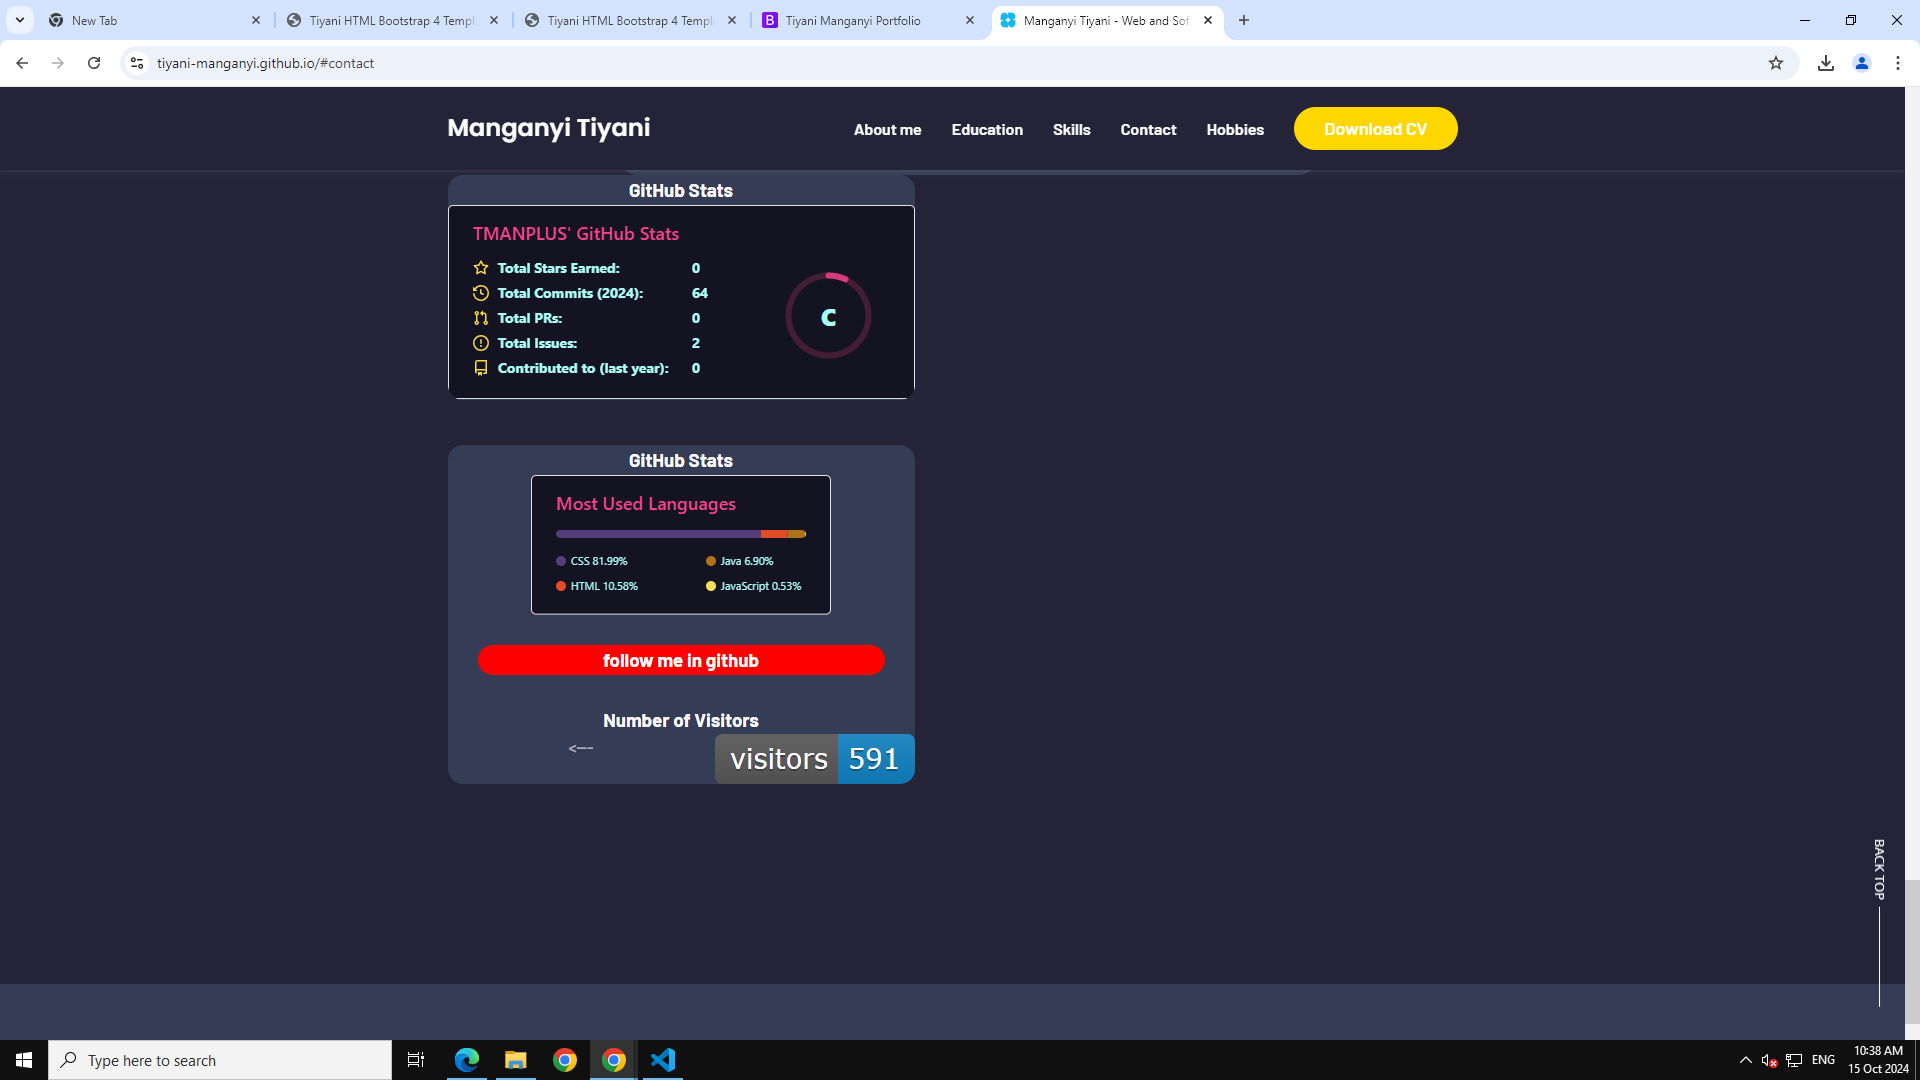 New Tab
Tiyani HTML Bootstrap 4 Templ
Tiyani HTML Bootstrap 4 Templ
Tiyani Manganyi Portfolio
Manganyi Tiyani - Web and Sof
tiyani-manganyi.github.io/#contact
Manganyi Tiyani
About me
Education
Skills
Contact
Hobbies
Download CV
GitHub Stats
TMANPLUS' GitHub Stats
Total Stars Earned: 0
Total Commits (2024): 64
Total PRs: 0
Total Issues: 2
Contributed to (last year): 0
C
GitHub Stats
Most Used Languages
CSS 81.99%
Java 6.90%
HTML 10.58%
JavaScript 0.53%
follow me in github
Number of Visitors
<---
visitors 591
BACK TOP
Type here to search
ENG
10:38 AM
15 Oct 2024